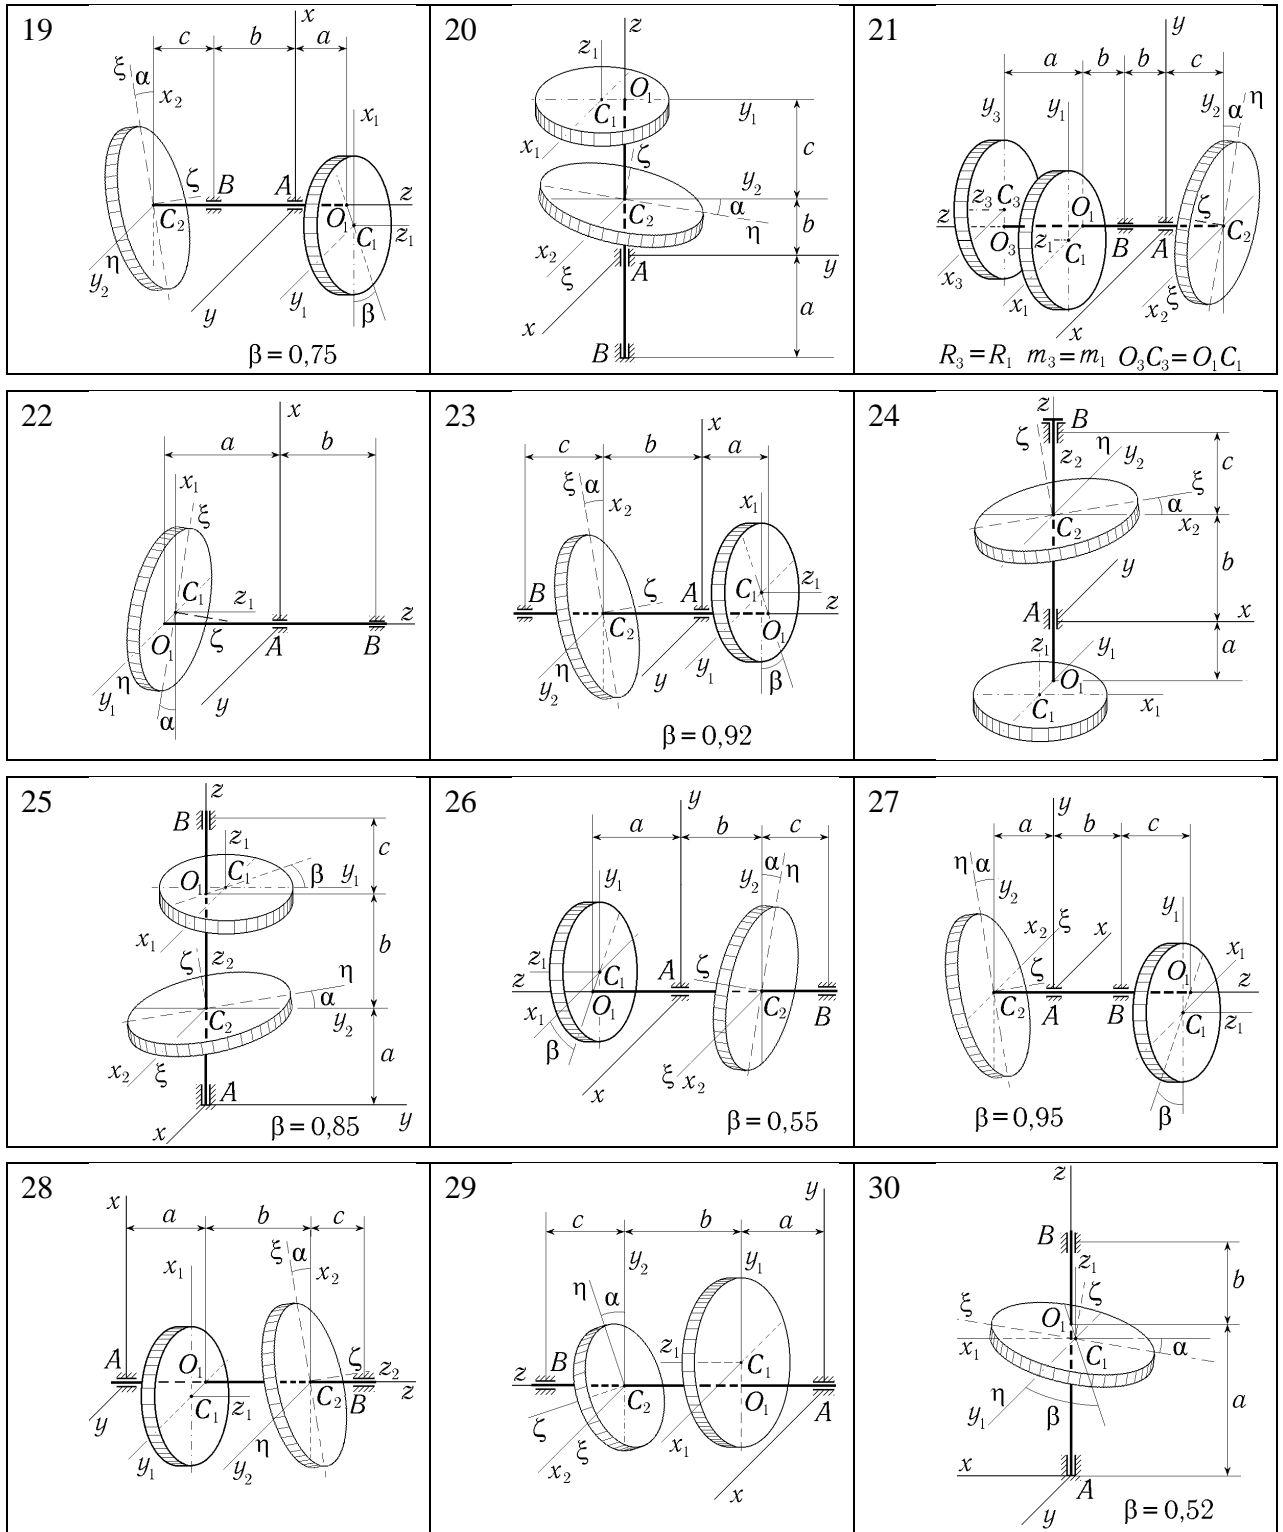 19
x
c
b
a
ξ
α
x₂
x₁
ζ
B
A
z
C₂
O₁
C₁
z₁
η
y₂
y
y₁
β
β = 0,75
20
z
z₁
O₁
C₁
y₁
x₁
c
ζ
y₂
C₂
α
b
η
x₂
ξ
A
y
x
a
B
21
y
a
b
b
c
y₃
y₁
y₂
α
η
z₃
C₃
z
O₁
ζ
O₃
z₁
C₁
B
A
C₂
x₃
x₁
x₂
ξ
x
R₃ = R₁ m₃ = m₁ O₃C₃ = O₁C₁
22
x
a
b
x₁
ξ
C₁
z₁
z
O₁
ζ
A
B
η
y₁
y
α
23
x
c
b
a
ξ
α
x₂
x₁
B
ζ
A
C₁
z₁
z
C₂
O₁
η
y₂
y
y₁
β
β = 0,92
24
z
B
ζ
z₂
η
y₂
c
ξ
α
C₂
x₂
b
y
A
x
z₁
y₁
a
O₁
C₁
x₁
25
z
B
z₁
c
O₁
C₁
β
y₁
x₁
b
ζ
z₂
η
α
C₂
y₂
a
x₂
ξ
A
x
y
β = 0,85
26
y
a
b
c
y₁
y₂
α
η
z₁
C₁
A
ζ
z
O₁
C₂
B
x₁
β
x
ξ
x₂
β = 0,55
27
y
a
b
c
η
α
y₂
y₁
x₂
ξ
x
x₁
ζ
O₁
z
C₂
A
B
C₁
z₁
β = 0,95
β
28
x
a
b
c
ξ
α
x₁
x₂
A
O₁
ζ
z₂
C₁
z₁
C₂
B
z
y
y₁
η
y₂
29
y
c
b
a
y₂
y₁
η
α
B
z₁
C₁
z
C₂
O₁
A
ζ
ξ
x₂
x₁
x
30
z
B
z₁
b
ξ
ζ
O₁
x₁
C₁
α
η
y₁
β
a
x
A
y
β = 0,52